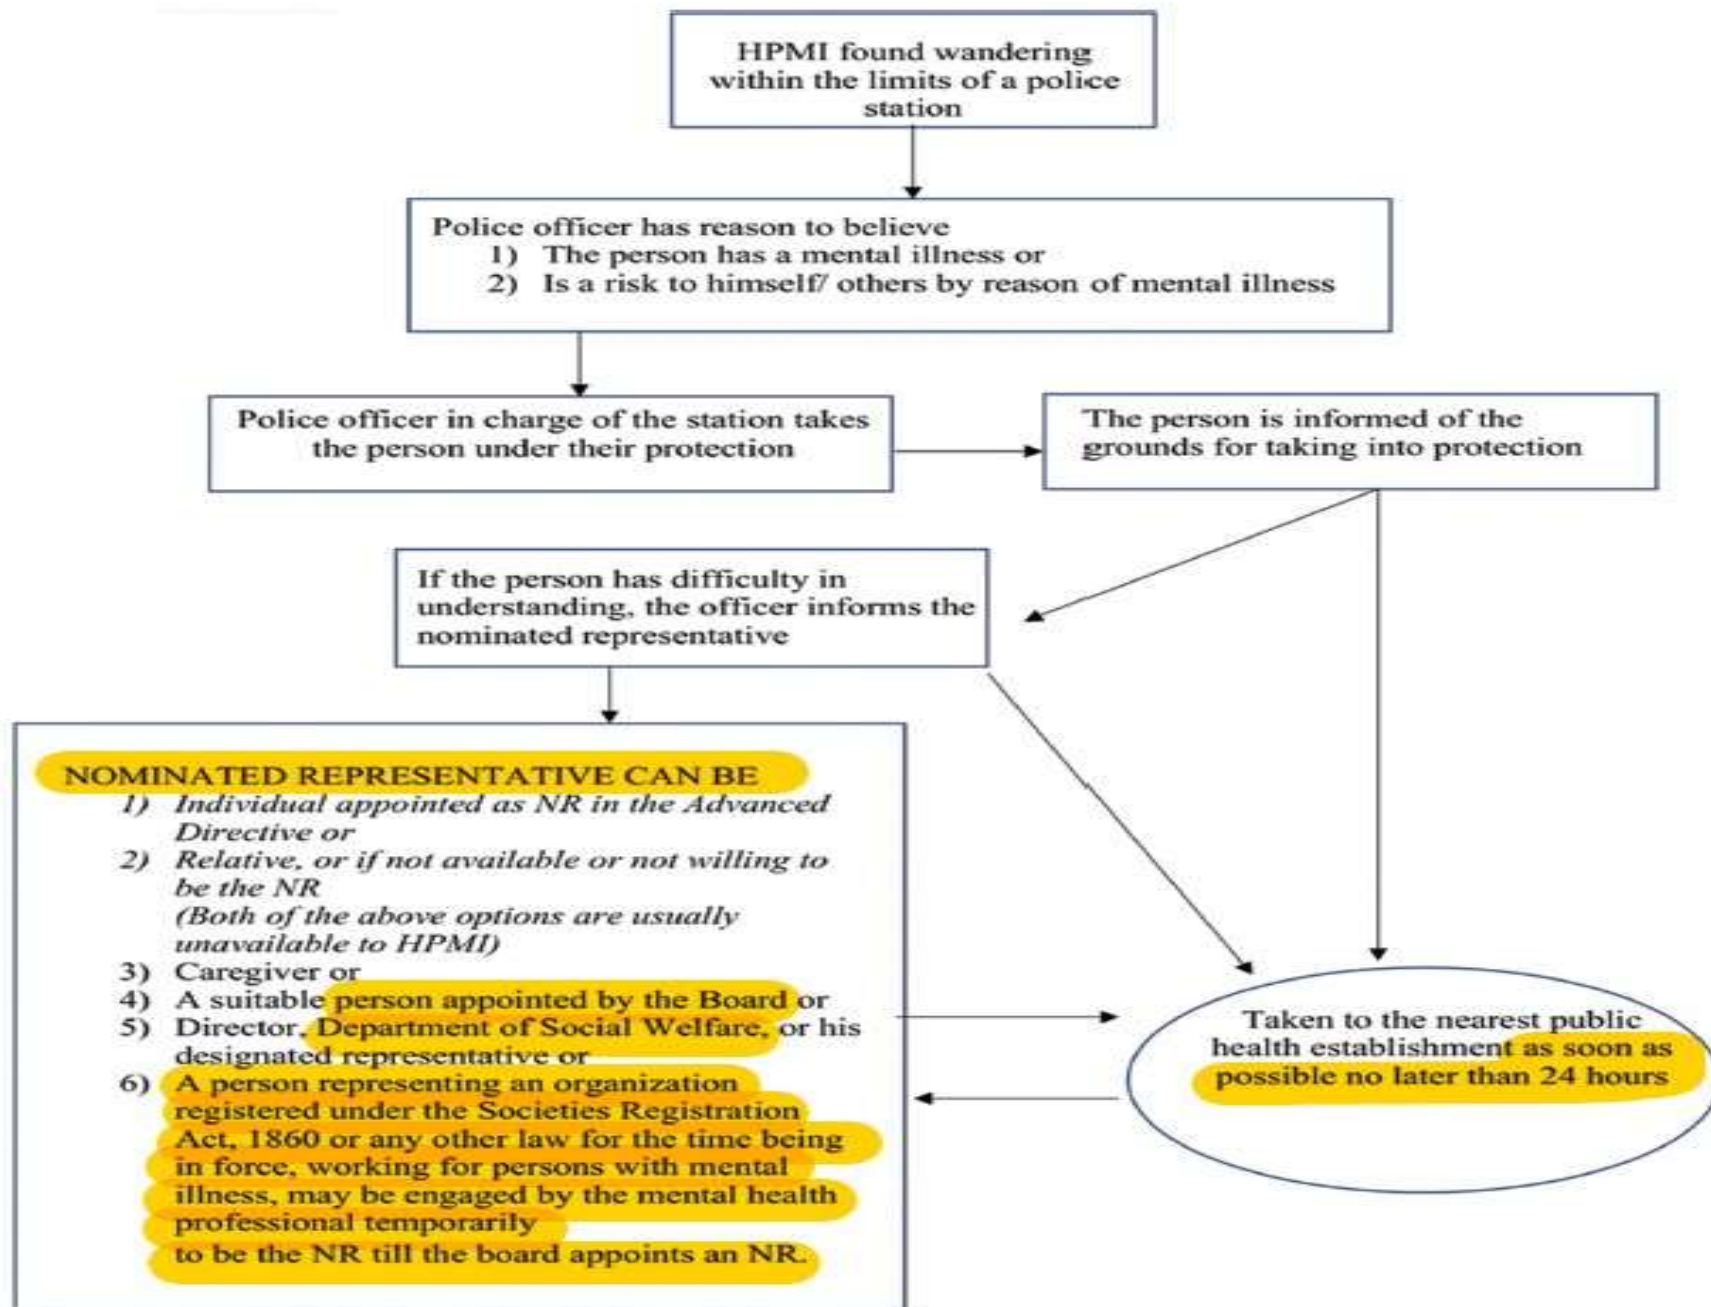 HPMI found wandering
within the limits of a police
station
Police officer has reason to believe
1) The person has a mental illness or
2) Is a risk to himself/ others by reason of mental illness
Police officer in charge of the station takes
the person under their protection
The person is informed of the
grounds for taking into protection
If the person has difficulty in
understanding, the officer informs the
nominated representative
NOMINATED REPRESENTATIVE CAN BE
1) Individual appointed as NR in the Advanced
Directive or
2) Relative, or if not available or not willing to
be the NR
(Both of the above options are usually
unavailable to HPMI)
3) Caregiver or
4) A suitable person appointed by the Board or
5) Director, Department of Social Welfare, or his
designated representative or
6) A person representing an organization
registered under the Societies Registration
Act, 1860 or any other law for the time being
in force, working for persons with mental
illness, may be engaged by the mental health
professional temporarily
to be the NR till the board appoints an NR.
Taken to the nearest public
health establishment as soon as
possible no later than 24 hours